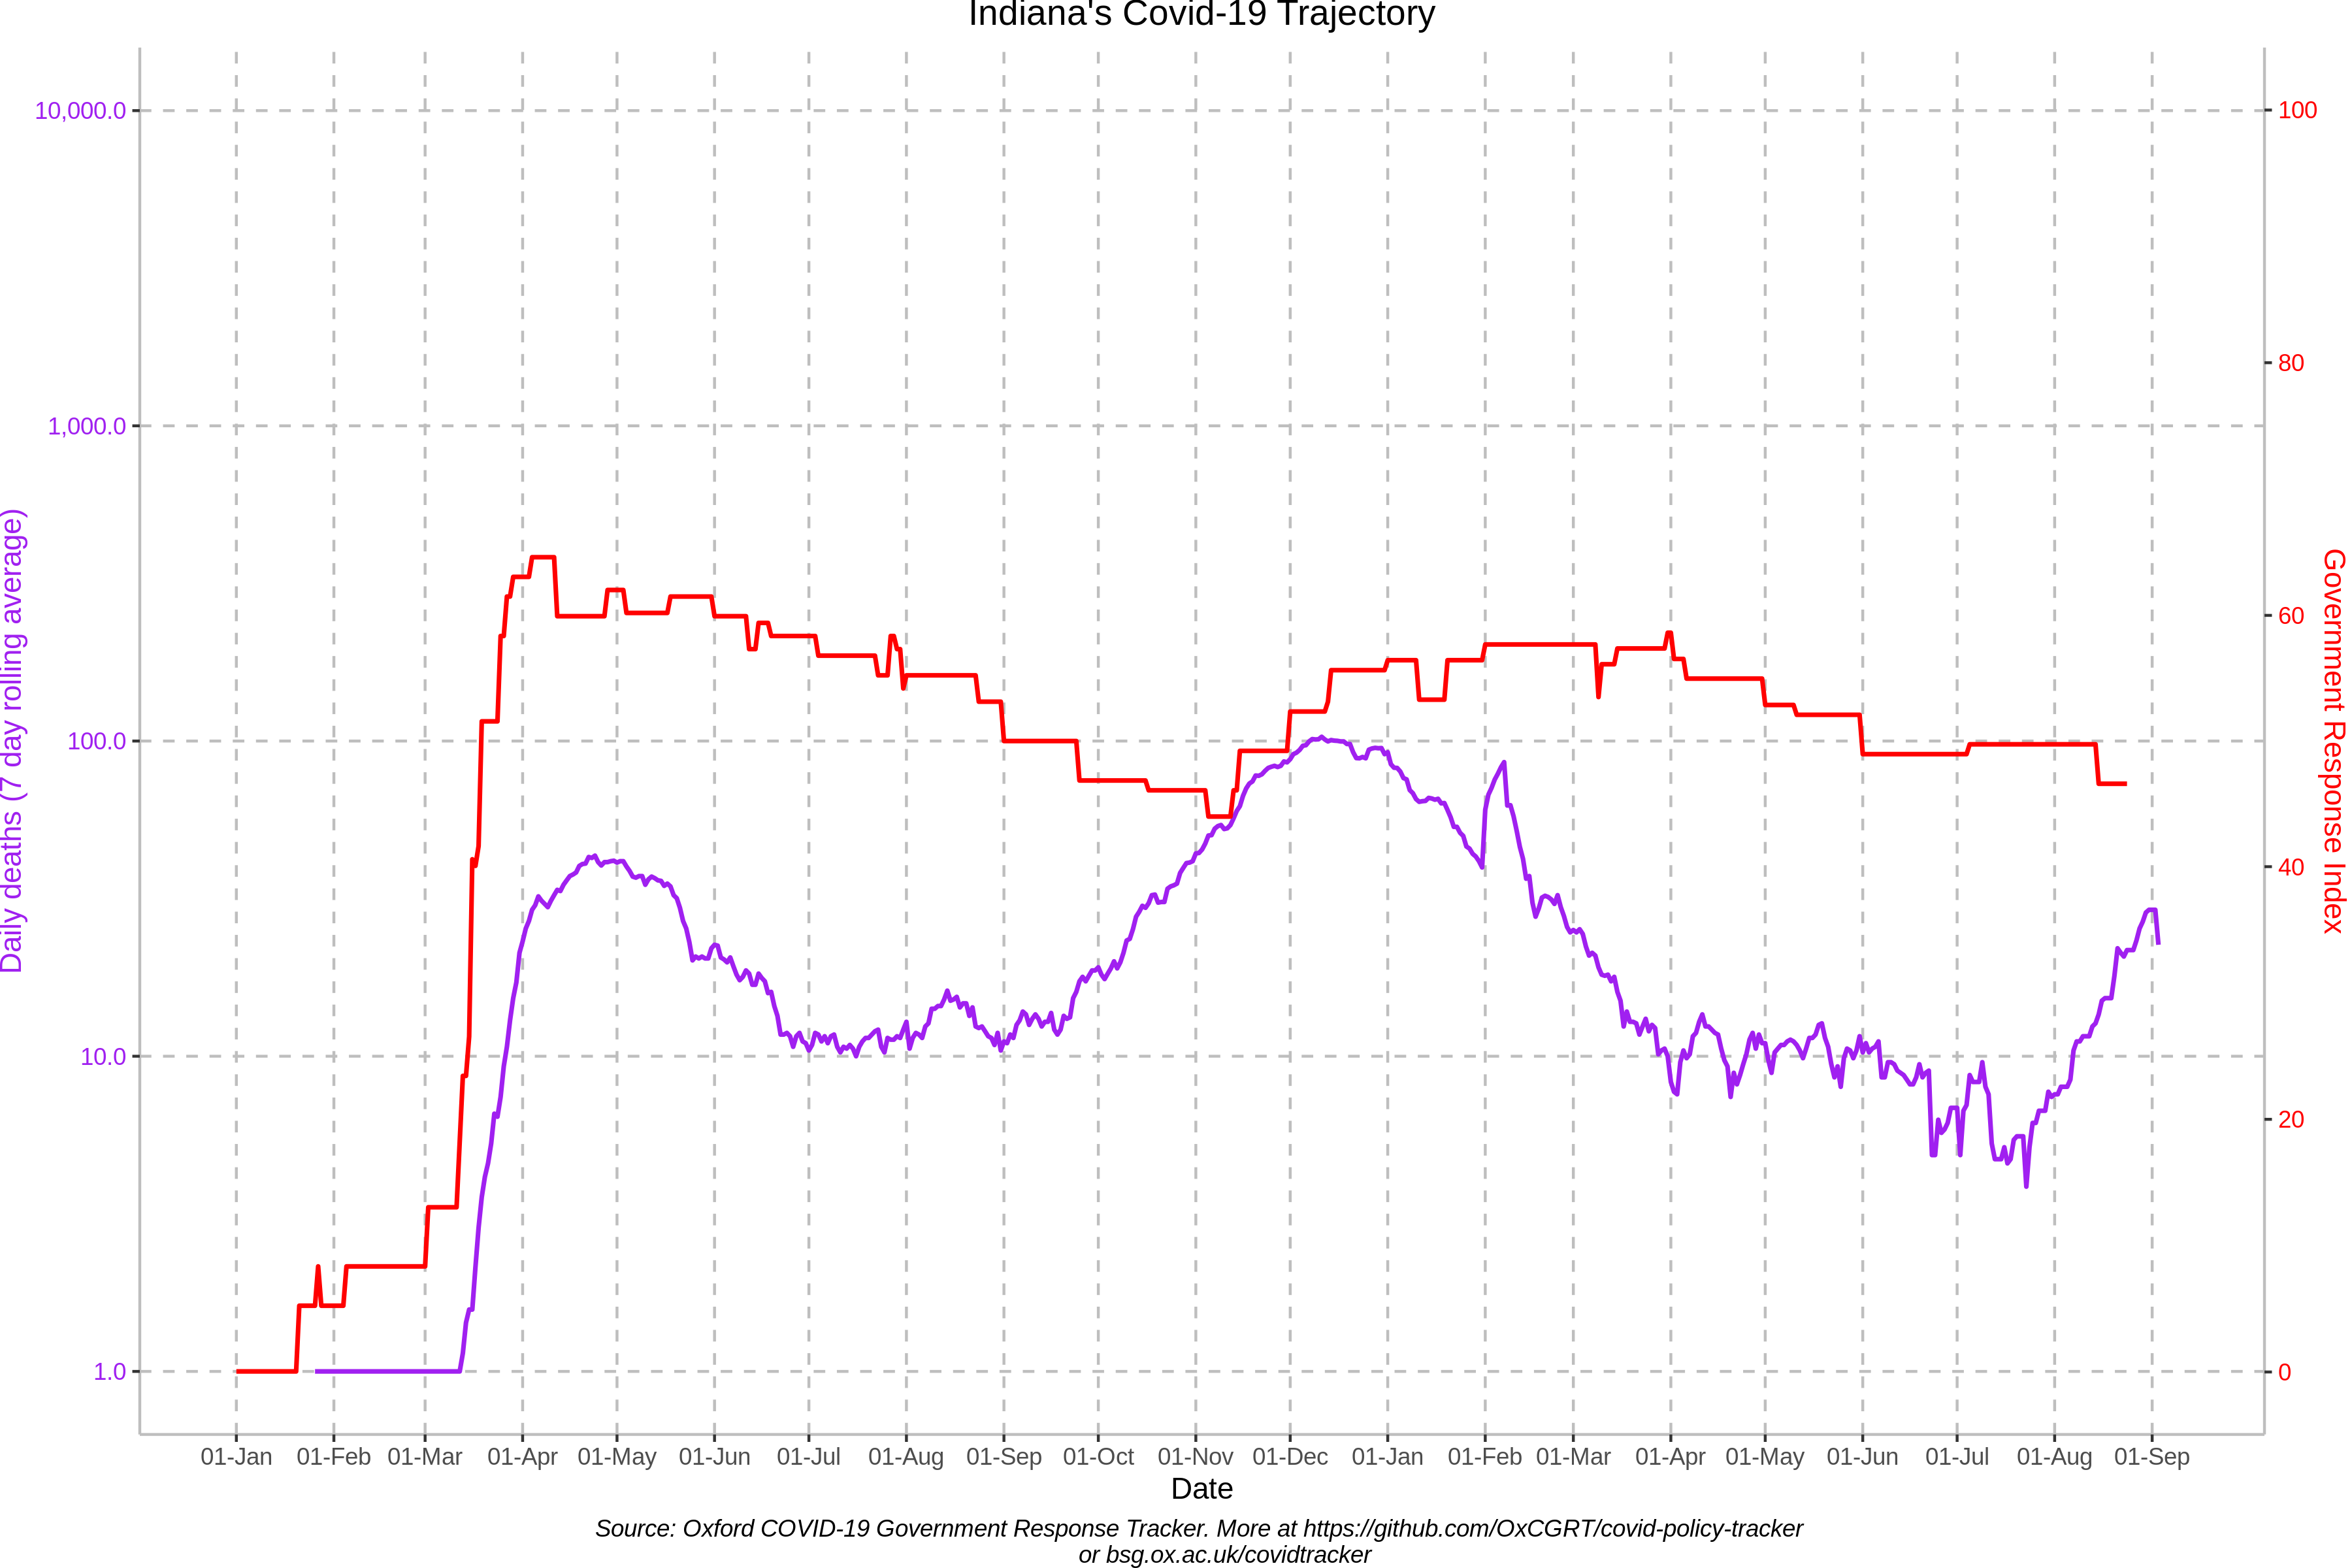 Indiana's Covid-19 Trajectory
10,000.0
1,000.0
100.0
10.0
1.0
Daily deaths (7 day rolling average)
100
80
60
40
20
0
Government Response Index
01-Jan 01-Feb 01-Mar 01-Apr 01-May 01-Jun 01-Jul 01-Aug 01-Sep 01-Oct 01-Nov 01-Dec 01-Jan 01-Feb 01-Mar 01-Apr 01-May 01-Jun 01-Jul 01-Aug 01-Sep
Date
Source: Oxford COVID-19 Government Response Tracker. More at https://github.com/OxCGRT/covid-policy-tracker
or bsg.ox.ac.uk/covidtracker